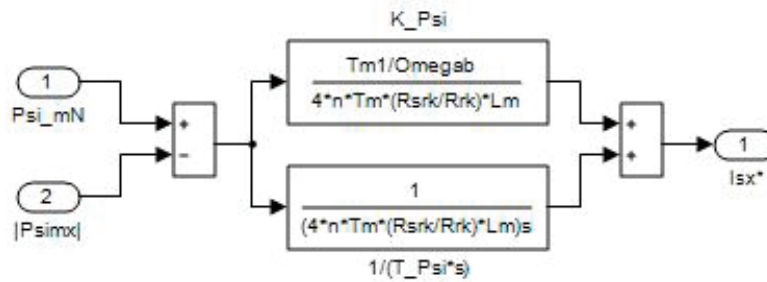 K_Psi
1
Psi_mN
+
−
2
|Psimx|
Tm1/Omegab
4*n*Tm*(Rsrk/Rrk)*Lm
1
(4*n*Tm*(Rsrk/Rrk)*Lm)s
1/(T_Psi*s)
+
+
1
Isx*